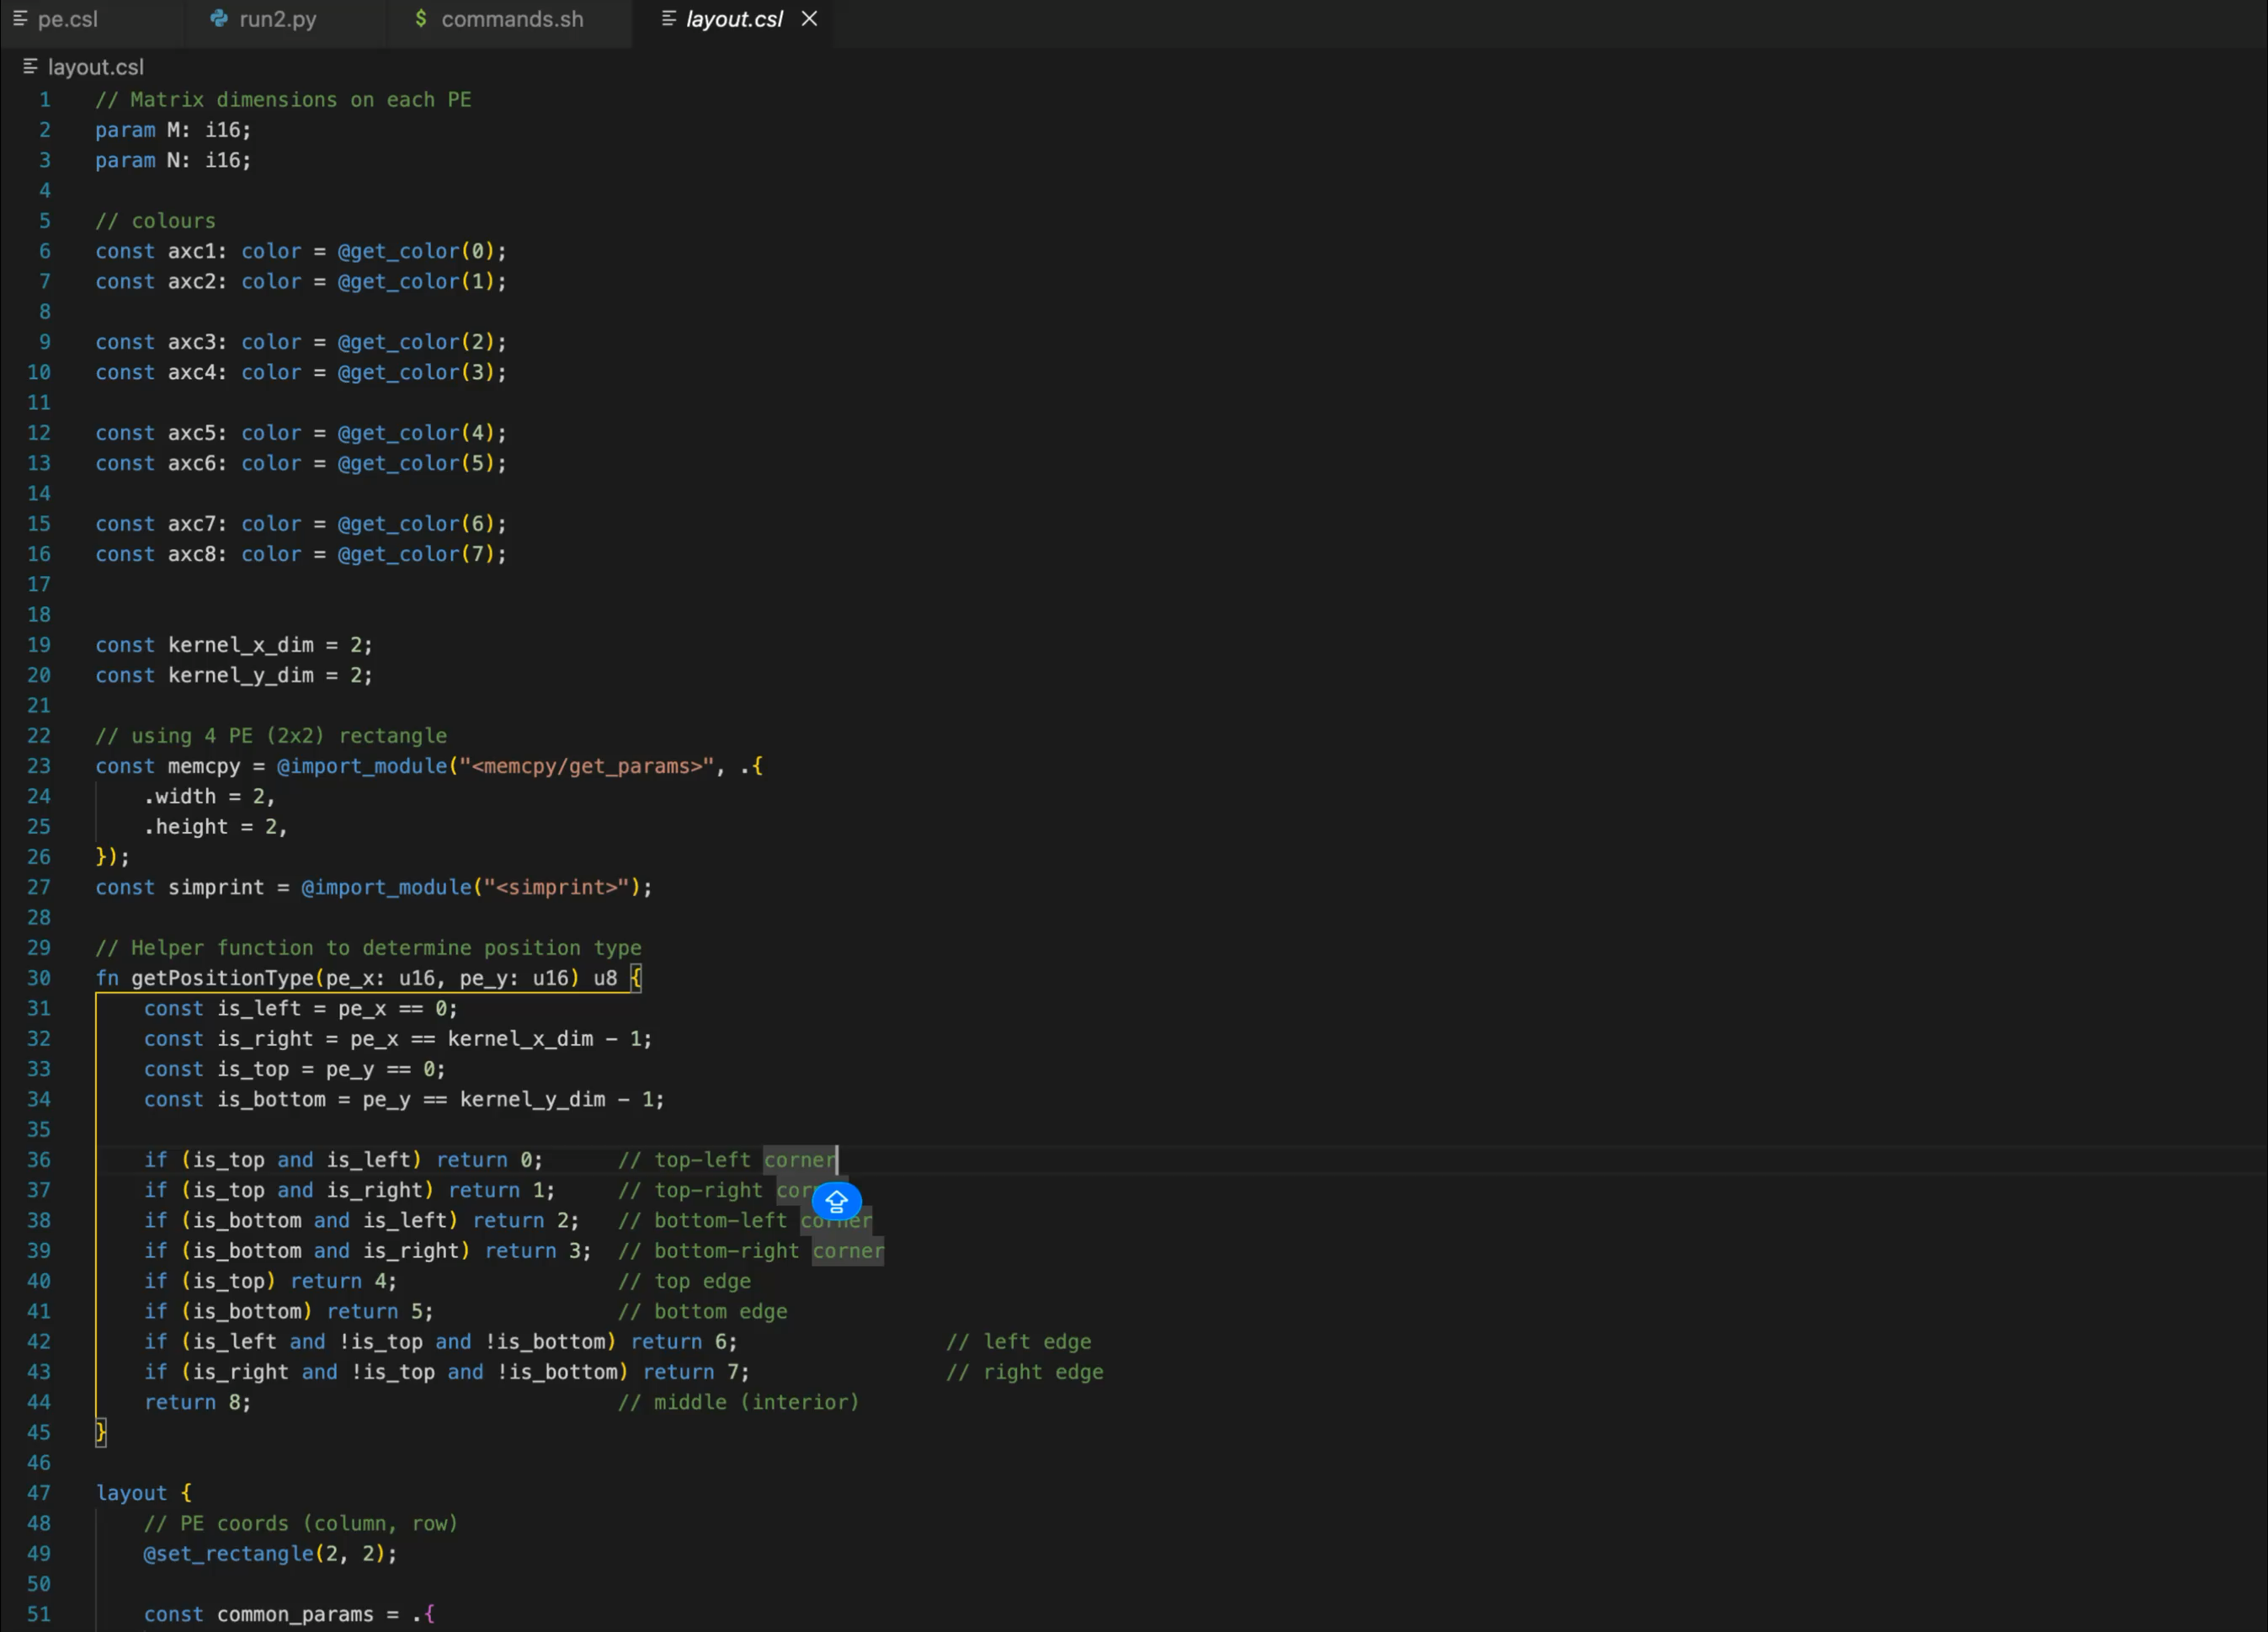 pe.csl run2.py $ commands.sh layout.csl
layout.csl
1 // Matrix dimensions on each PE
2 param M: i16;
3 param N: i16;
4
5 // colours
6 const axc1: color = @get_color(0);
7 const axc2: color = @get_color(1);
8
9 const axc3: color = @get_color(2);
10 const axc4: color = @get_color(3);
11
12 const axc5: color = @get_color(4);
13 const axc6: color = @get_color(5);
14
15 const axc7: color = @get_color(6);
16 const axc8: color = @get_color(7);
17
18
19 const kernel_x_dim = 2;
20 const kernel_y_dim = 2;
21
22 // using 4 PE (2x2) rectangle
23 const memcpy = @import_module("<memcpy/get_params>", .{
24     .width = 2,
25     .height = 2,
26 });
27 const simprint = @import_module("<simprint>");
28
29 // Helper function to determine position type
30 fn getPositionType(pe_x: u16, pe_y: u16) u8 {
31     const is_left = pe_x == 0;
32     const is_right = pe_x == kernel_x_dim - 1;
33     const is_top = pe_y == 0;
34     const is_bottom = pe_y == kernel_y_dim - 1;
35
36     if (is_top and is_left) return 0;      // top-left corner
37     if (is_top and is_right) return 1;     // top-right
38     if (is_bottom and is_left) return 2;   // bottom-left corner
39     if (is_bottom and is_right) return 3;  // bottom-right corner
40     if (is_top) return 4;                  // top edge
41     if (is_bottom) return 5;               // bottom edge
42     if (is_left and !is_top and !is_bottom) return 6;                 // left edge
43     if (is_right and !is_top and !is_bottom) return 7;                // right edge
44     return 8;                              // middle (interior)
45 }
46
47 layout {
48     // PE coords (column, row)
49     @set_rectangle(2, 2);
50
51     const common_params = .{